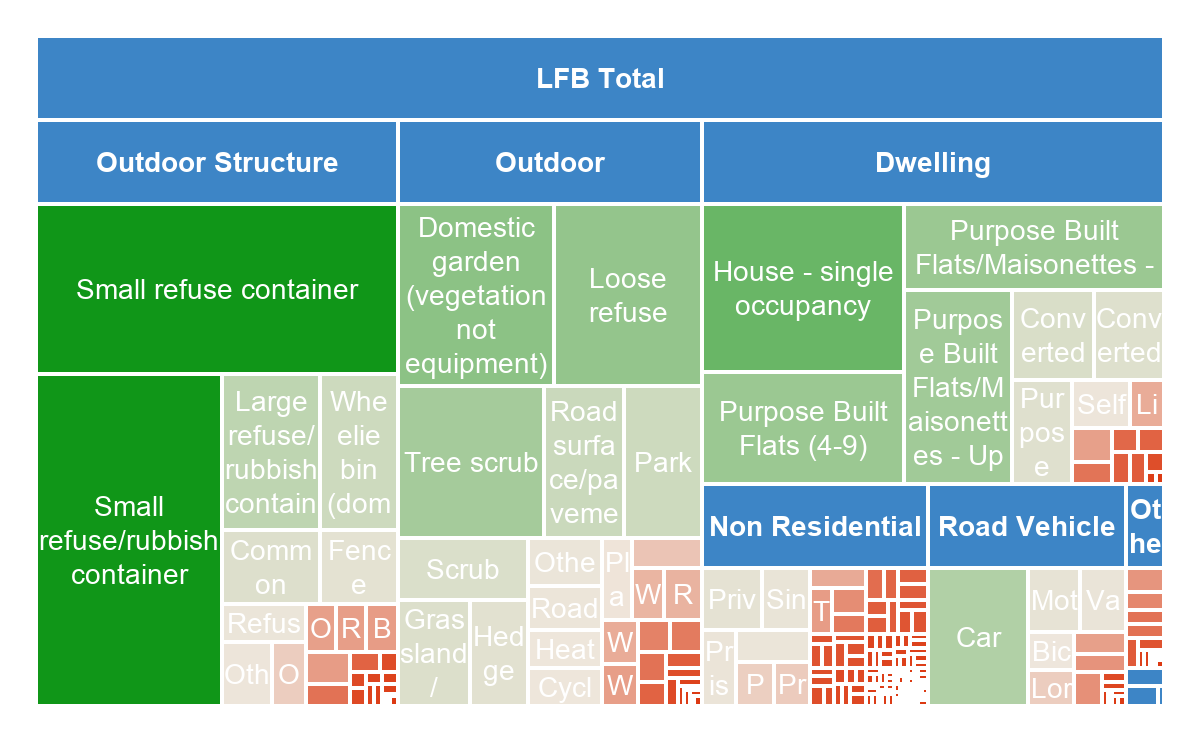 LFB Total
Outdoor Structure
Outdoor
Dwelling
Small refuse container
Small
refuse/rubbish
container
Large
refuse/
rubbish
contain
Whe
elie
bin
(dom
Comm
on
Fenc
e
Refus
Oth
O
O
R
B
Domestic
garden
(vegetation
not
equipment)
Loose
refuse
Tree scrub
Road
surfa
ce/pa
veme
Park
Scrub
Gras
sland
/
Hed
ge
Othe
Road
Heat
Cycl
Pl
a
W
R
W
W
House - single
occupancy
Purpose Built
Flats (4-9)
Purpose Built
Flats/Maisonettes -
Purpos
e Built
Flats/M
aisonett
es - Up
Conv
erted
Conv
erted
Pur
pos
e
Self
Li
Non Residential
Road Vehicle
Ot
he
Priv
Sin
Pr
is
P
Pr
T
Car
Mot
Va
Bic
Lor